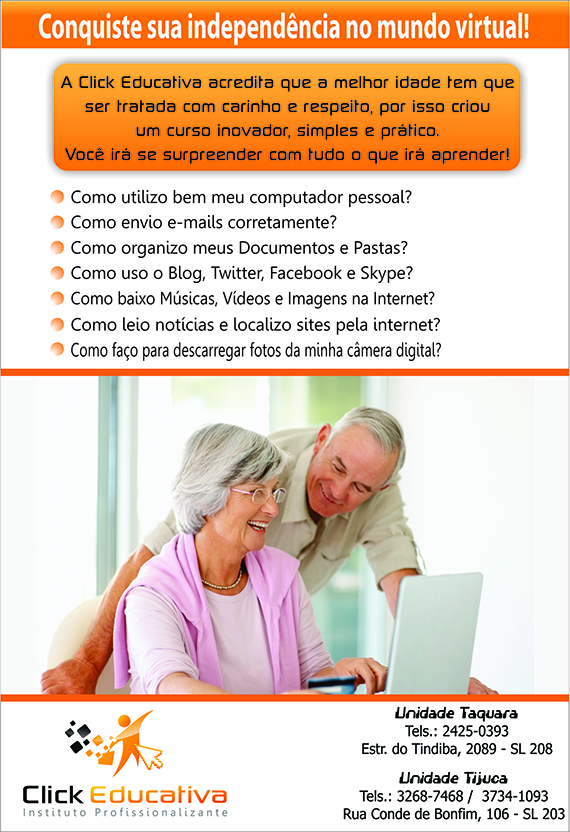 Conquiste sua independência no mundo virtual!
A Click Educativa acredita que a melhor idade tem que
ser tratada com carinho e respeito, por isso criou
um curso inovador, simples e prático.
Você irá se surpreender com tudo o que irá aprender!
Como utilizo bem meu computador pessoal?
Como envio e-mails corretamente?
Como organizo meus Documentos e Pastas?
Como uso o Blog, Twitter, Facebook e Skype?
Como baixo Músicas, Vídeos e Imagens na Internet?
Como leio notícias e localizo sites pela internet?
Como faço para descarregar fotos da minha câmera digital?
Unidade Taquara
Tels.: 2425-0393
Estr. do Tindiba, 2089 - SL 208
Unidade Tijuca
Tels.: 3268-7468 / 3734-1093
Rua Conde de Bonfim, 106 - SL 203
Click Educativa
Instituto Profissionalizante